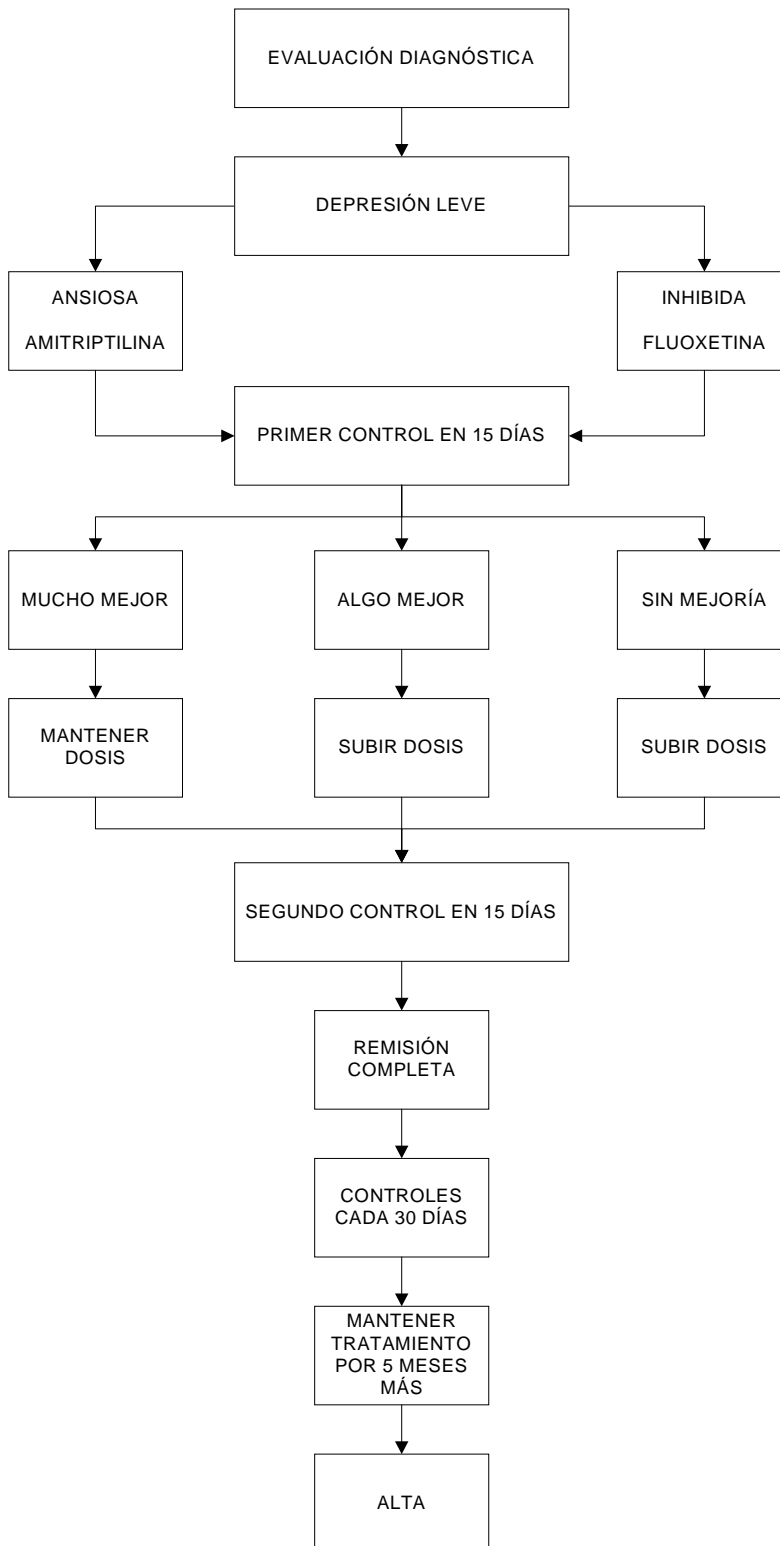 EVALUACIÓN DIAGNÓSTICA
DEPRESIÓN LEVE
ANSIOSA
AMITRIPTILINA
INHIBIDA
FLUOXETINA
PRIMER CONTROL EN 15 DÍAS
MUCHO MEJOR
ALGO MEJOR
SIN MEJORÍA
MANTENER
DOSIS
SUBIR DOSIS
SUBIR DOSIS
SEGUNDO CONTROL EN 15 DÍAS
REMISIÓN
COMPLETA
CONTROLES
CADA 30 DÍAS
MANTENER
TRATAMIENTO
POR 5 MESES
MÁS
ALTA